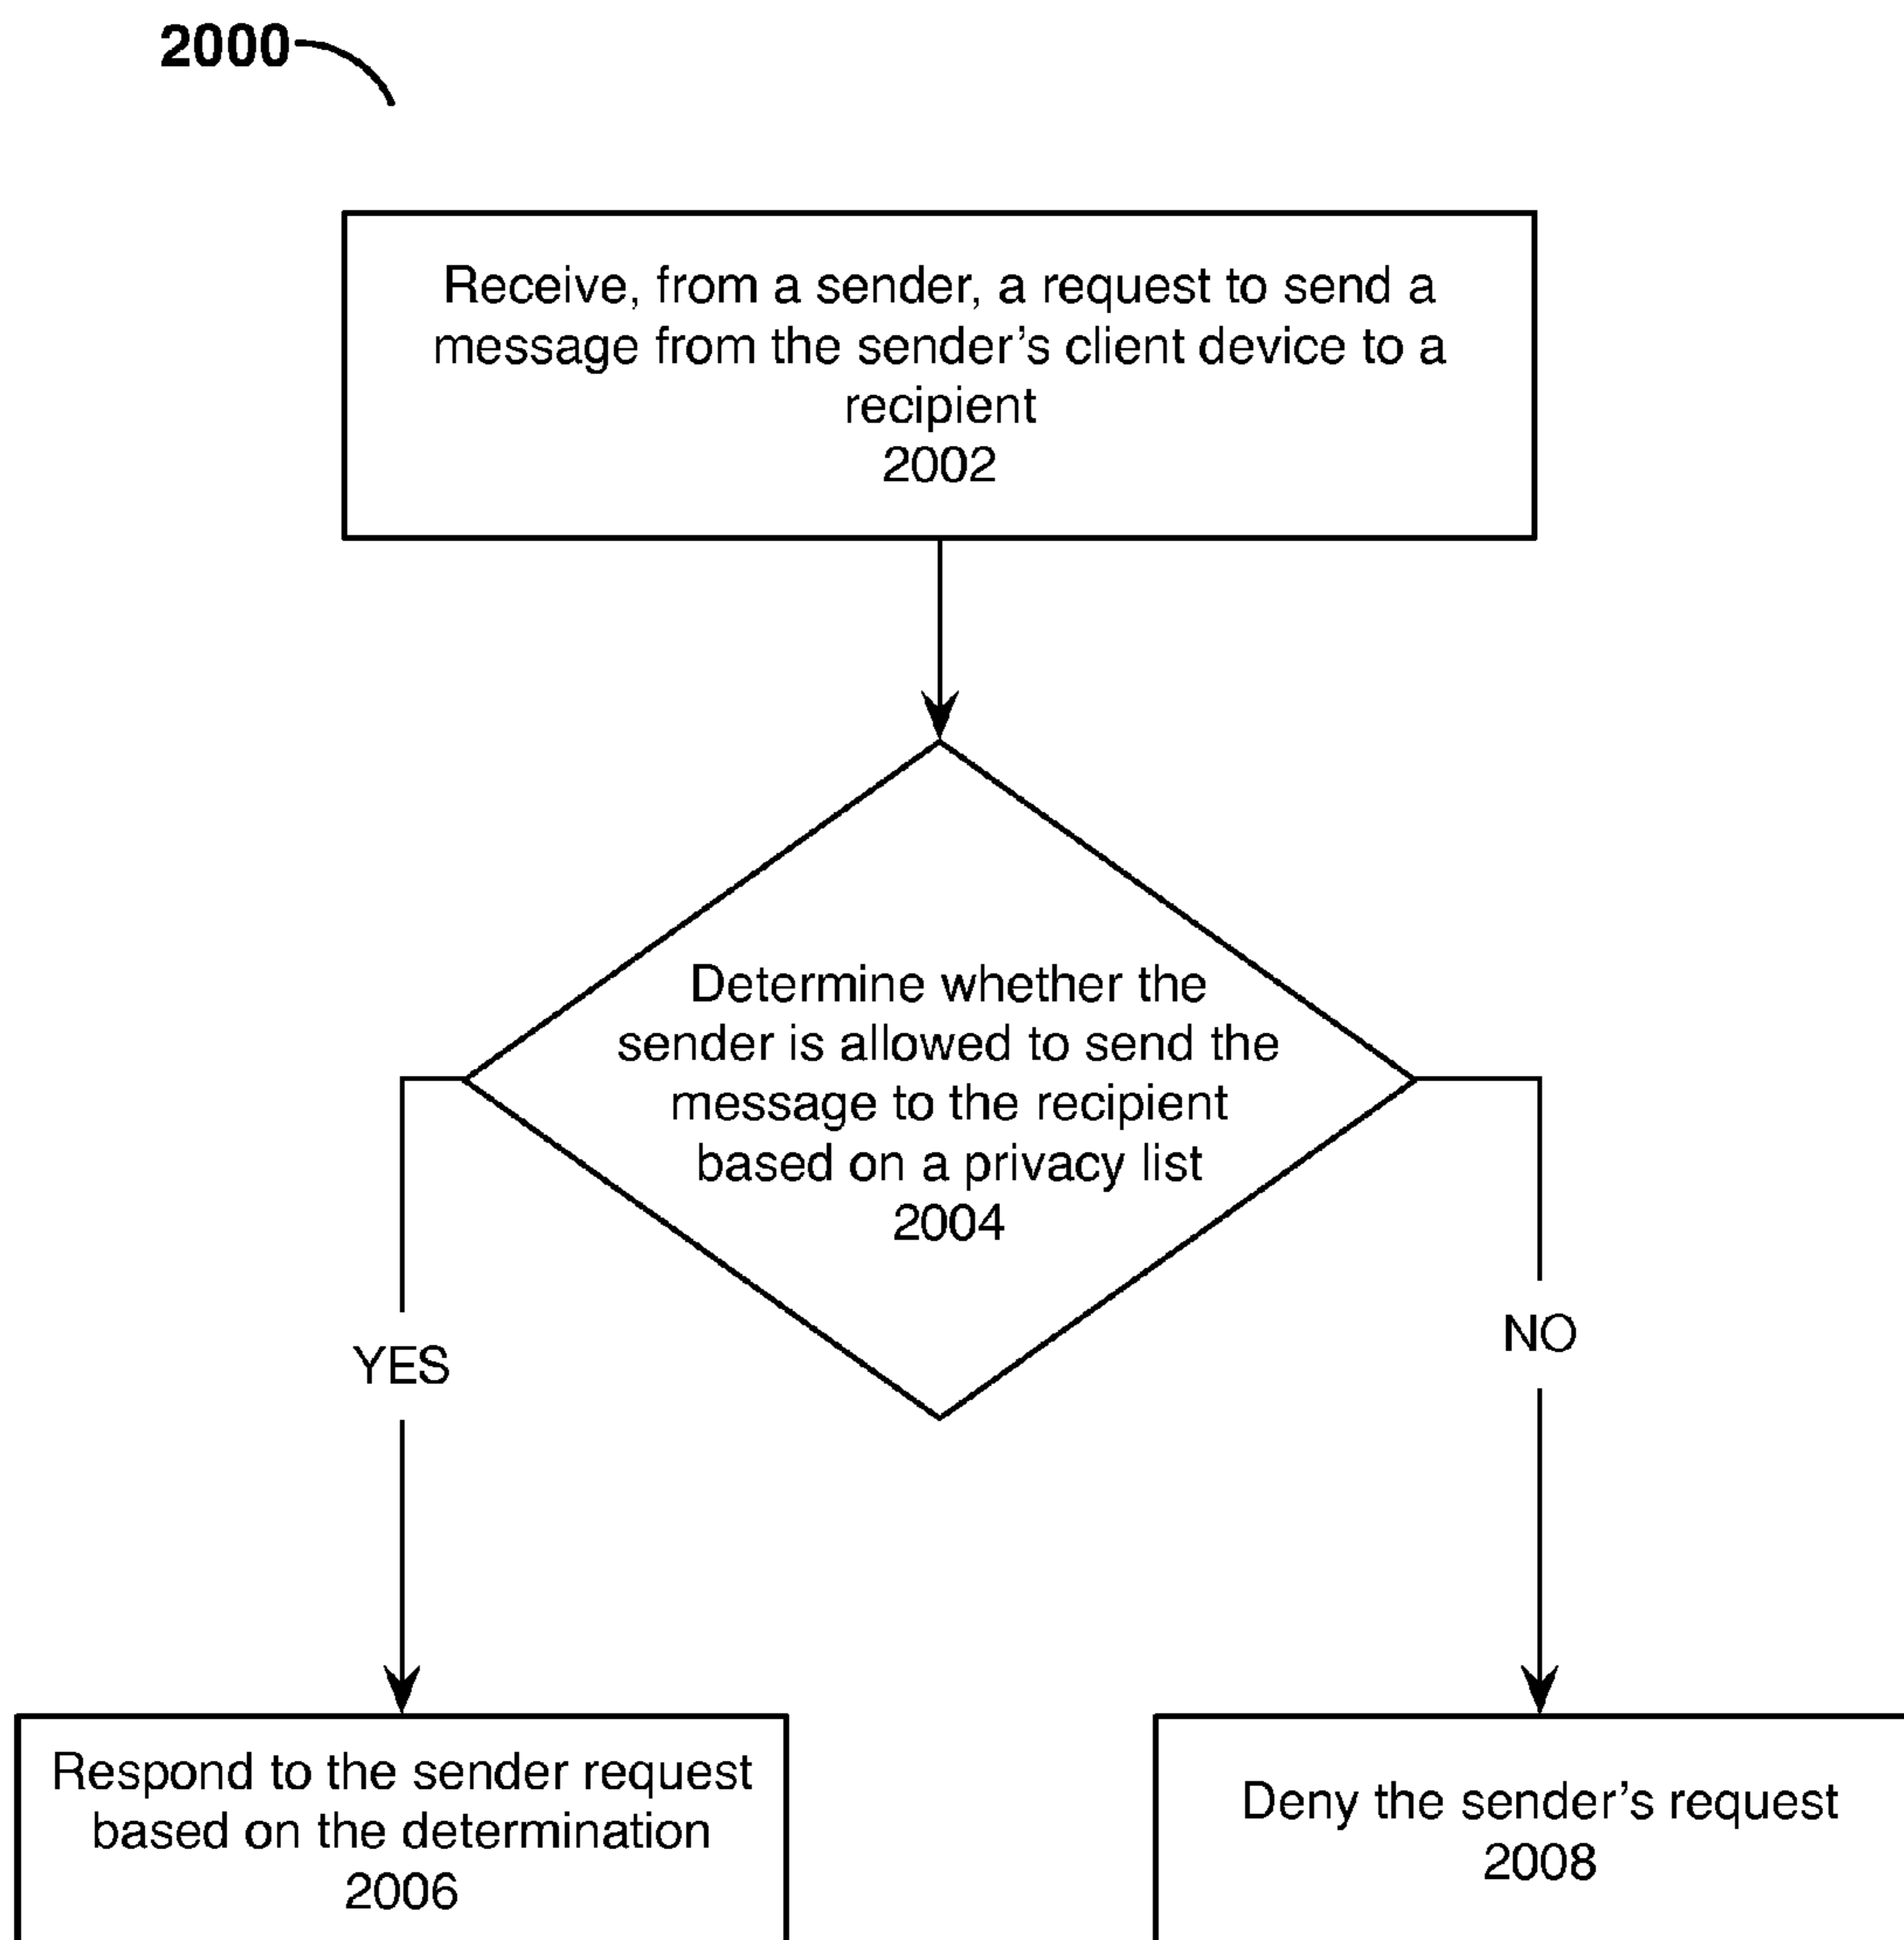 2000
Receive, from a sender, a request to send a
message from the sender's client device to a
recipient
2002
Determine whether the
sender is allowed to send the
message to the recipient
based on a privacy list
2004
YES
NO
Respond to the sender request
based on the determination
2006
Deny the sender's request
2008